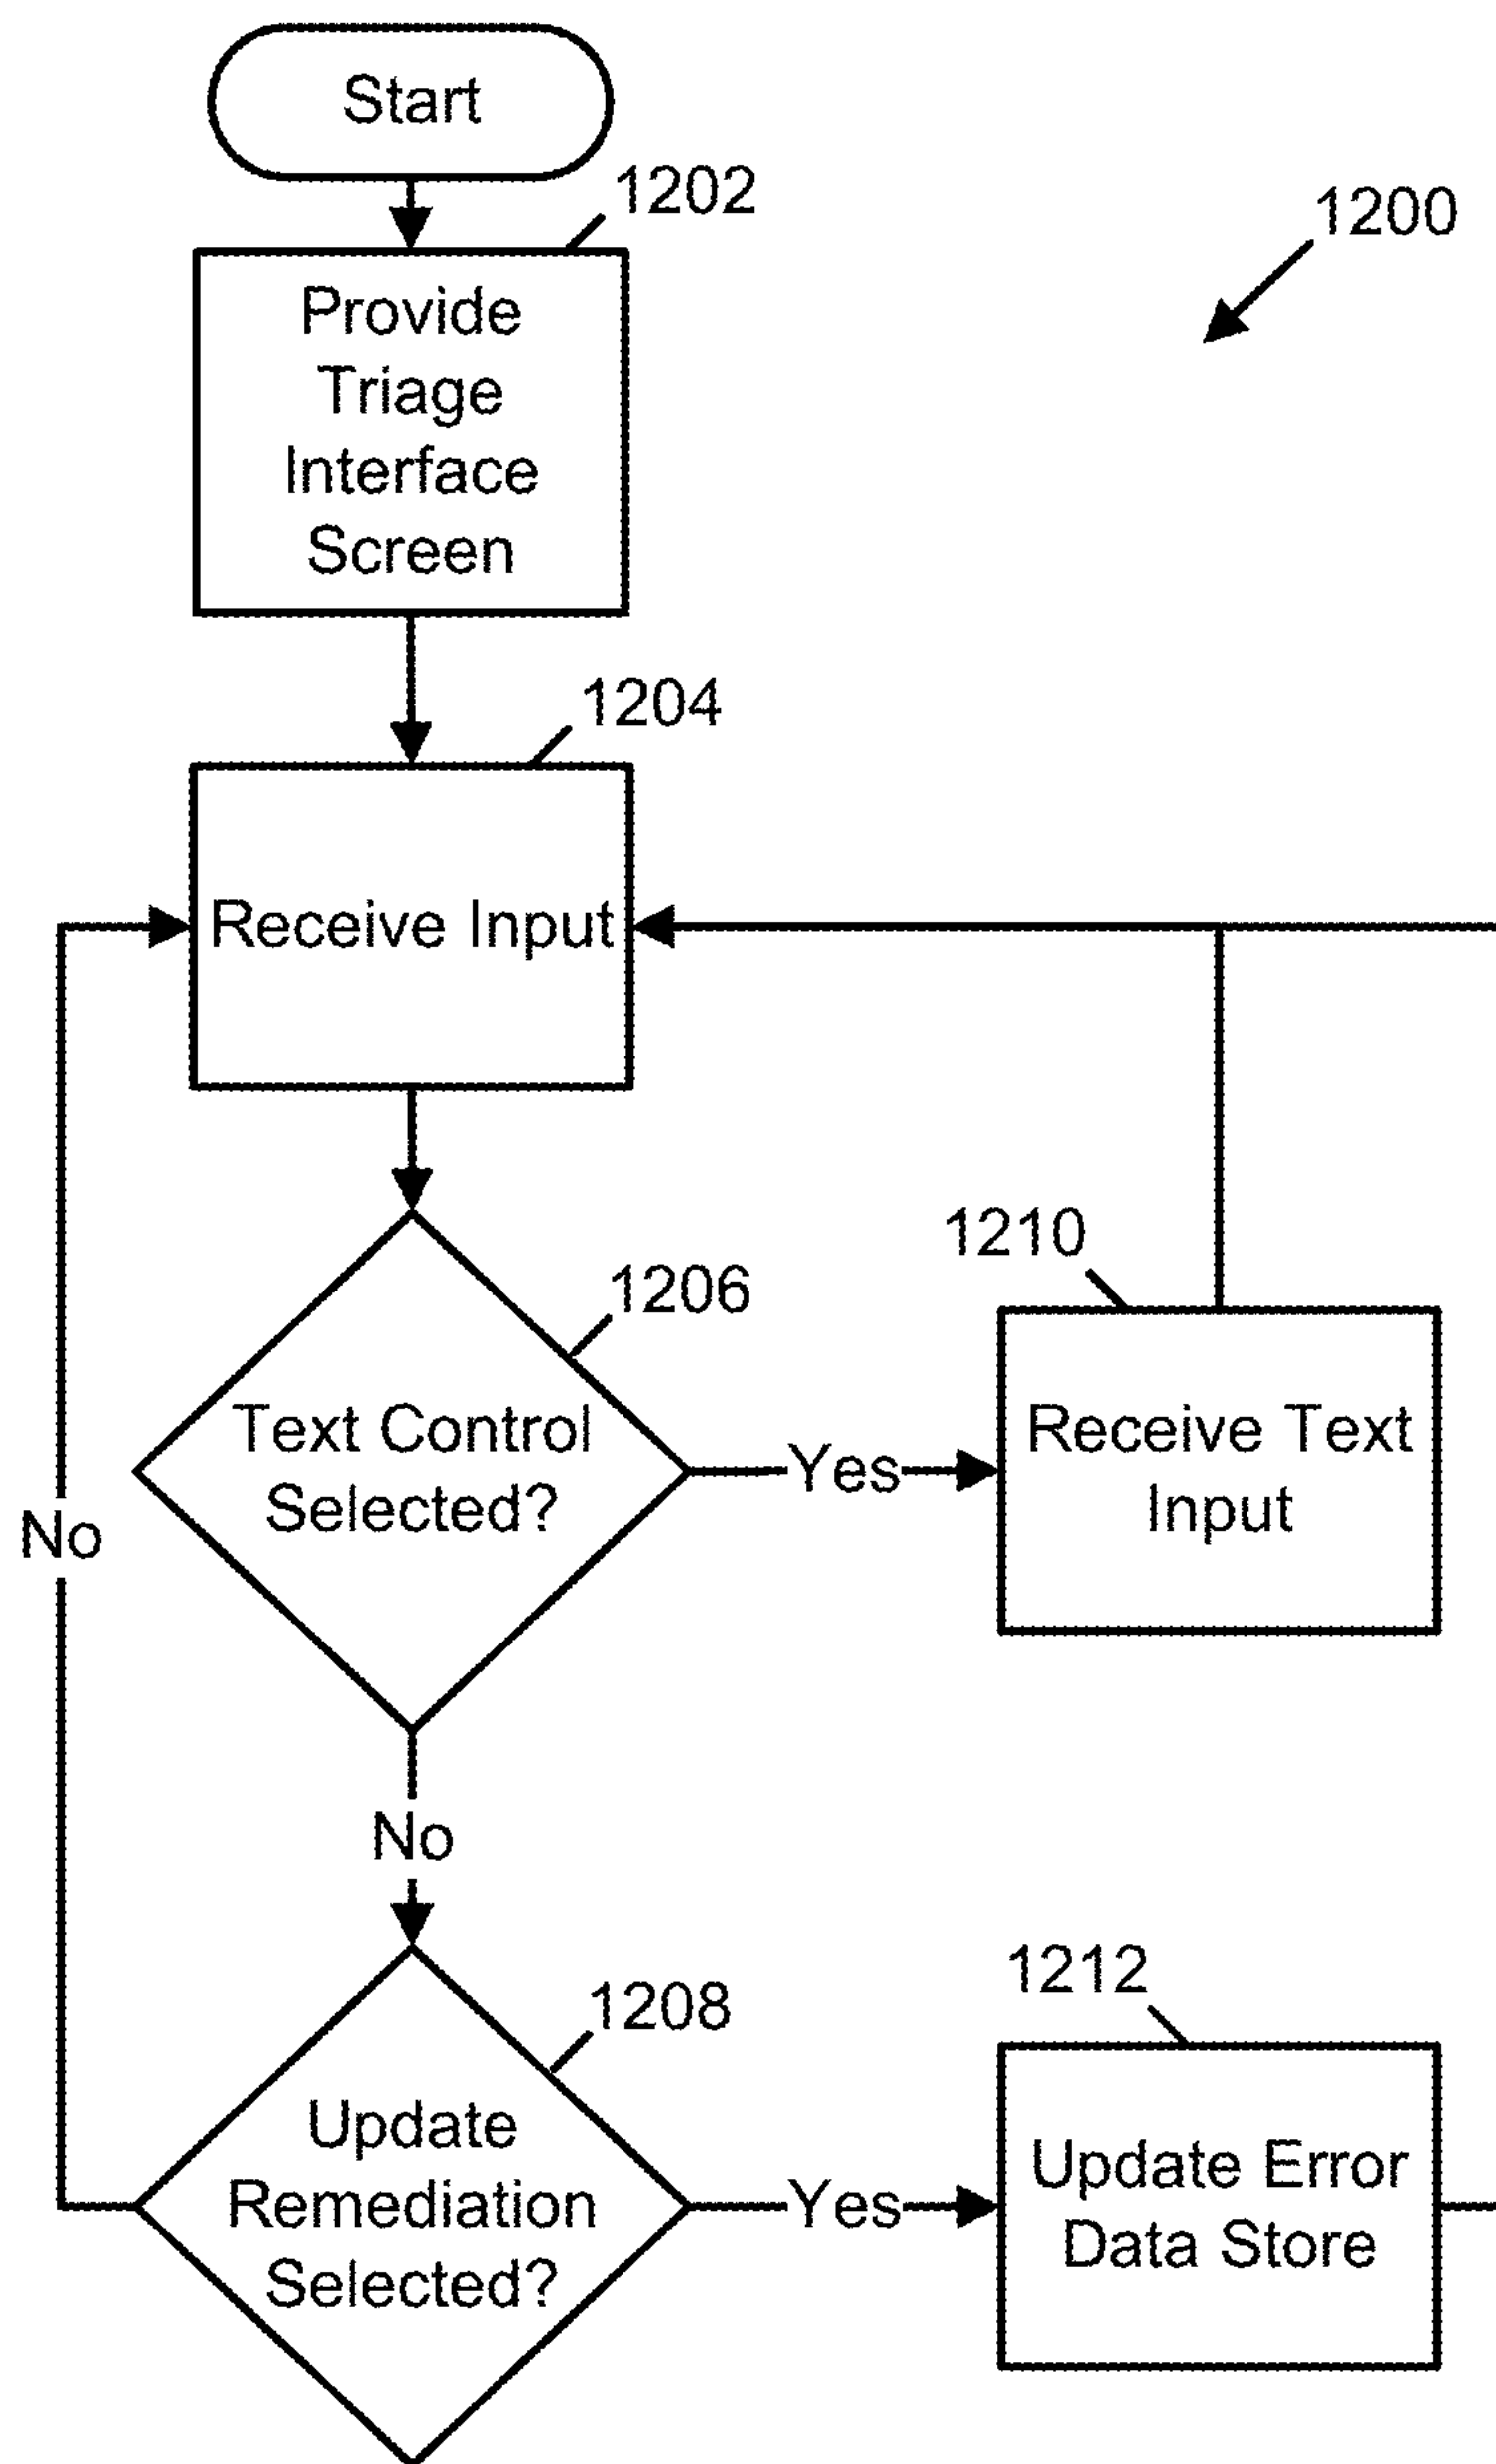 Start
1202
1200
Provide
Triage
Interface
Screen
1204
Receive Input
1206
1210
Text Control
Selected?
Yes
Receive Text
Input
No
No
1208
1212
Update
Remediation
Selected?
Yes
Update Error
Data Store